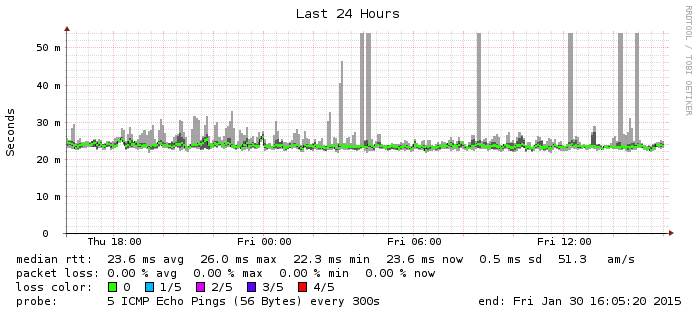 Last 24 Hours
RRDTOOL / TOBI OETIKER
Seconds
50 m
40 m
30 m
20 m
10 m
0
Thu 18:00 Fri 00:00 Fri 06:00 Fri 12:00
median rtt: 23.6 ms avg 26.0 ms max 22.3 ms min 23.6 ms now 0.5 ms sd 51.3 am/s
packet loss: 0.00 % avg 0.00 % max 0.00 % min 0.00 % now
loss color: 0 1/5 2/5 3/5 4/5
probe: 5 ICMP Echo Pings (56 Bytes) every 300s end: Fri Jan 30 16:05:20 2015